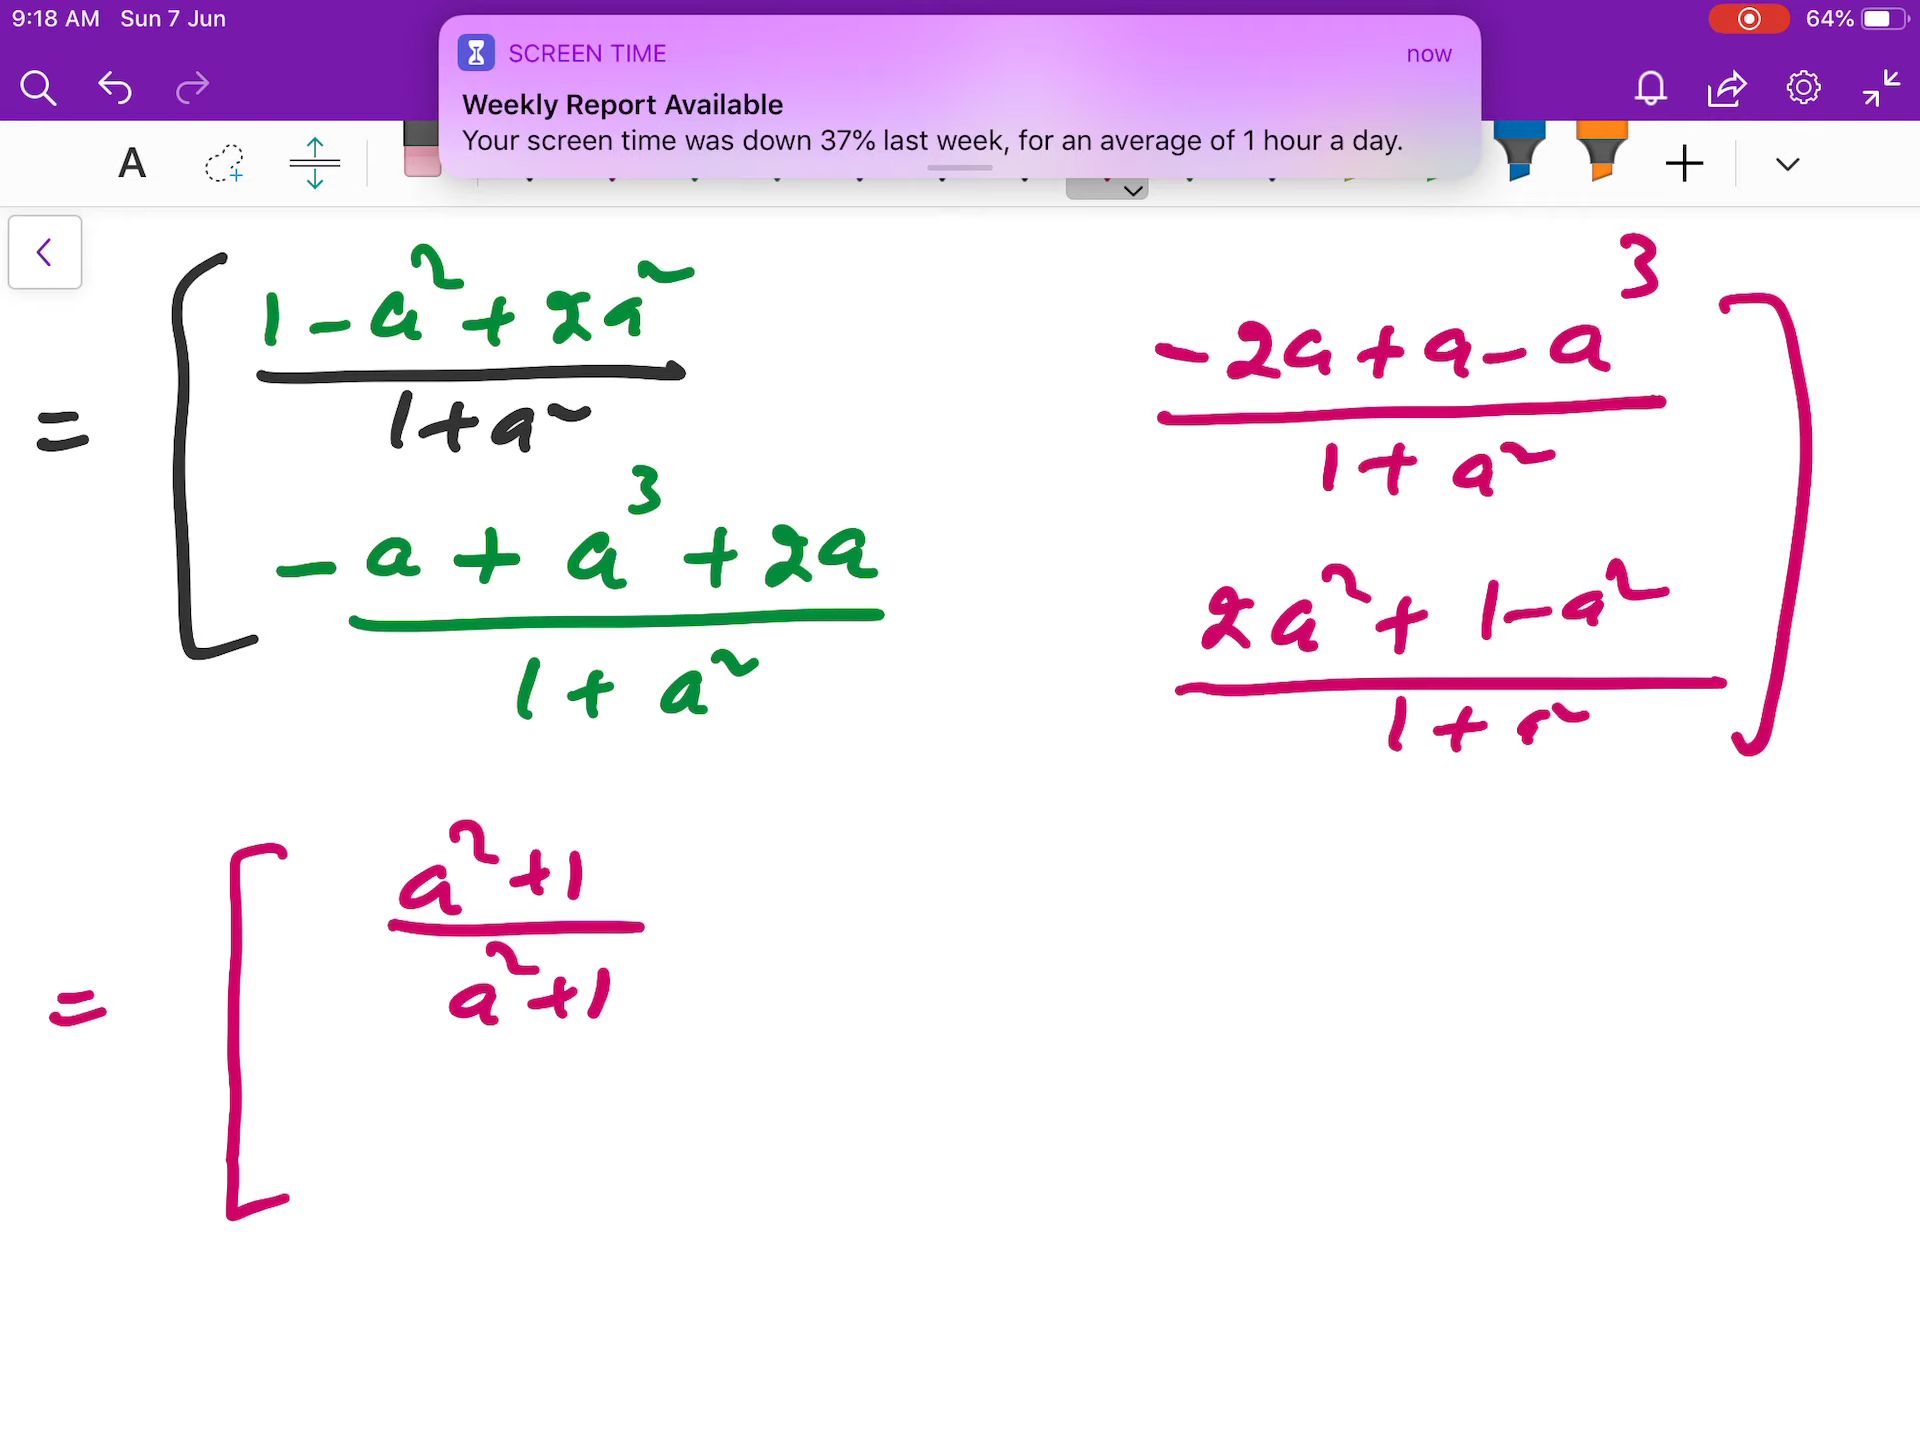 9:18 AM Sun 7 Jun
64%
SCREEN TIME
now
Weekly Report Available
Your screen time was down 37% last week, for an average of 1 hour a day.
A
= [ (1 - a² + 2a²) / (1 + a²)   (-2a + a - a³) / (1 + a²)
(-a + a³ + 2a) / (1 + a²)   (2a² + 1 - a²) / (1 + a²) ]
= [ (a² + 1) / (a² + 1)